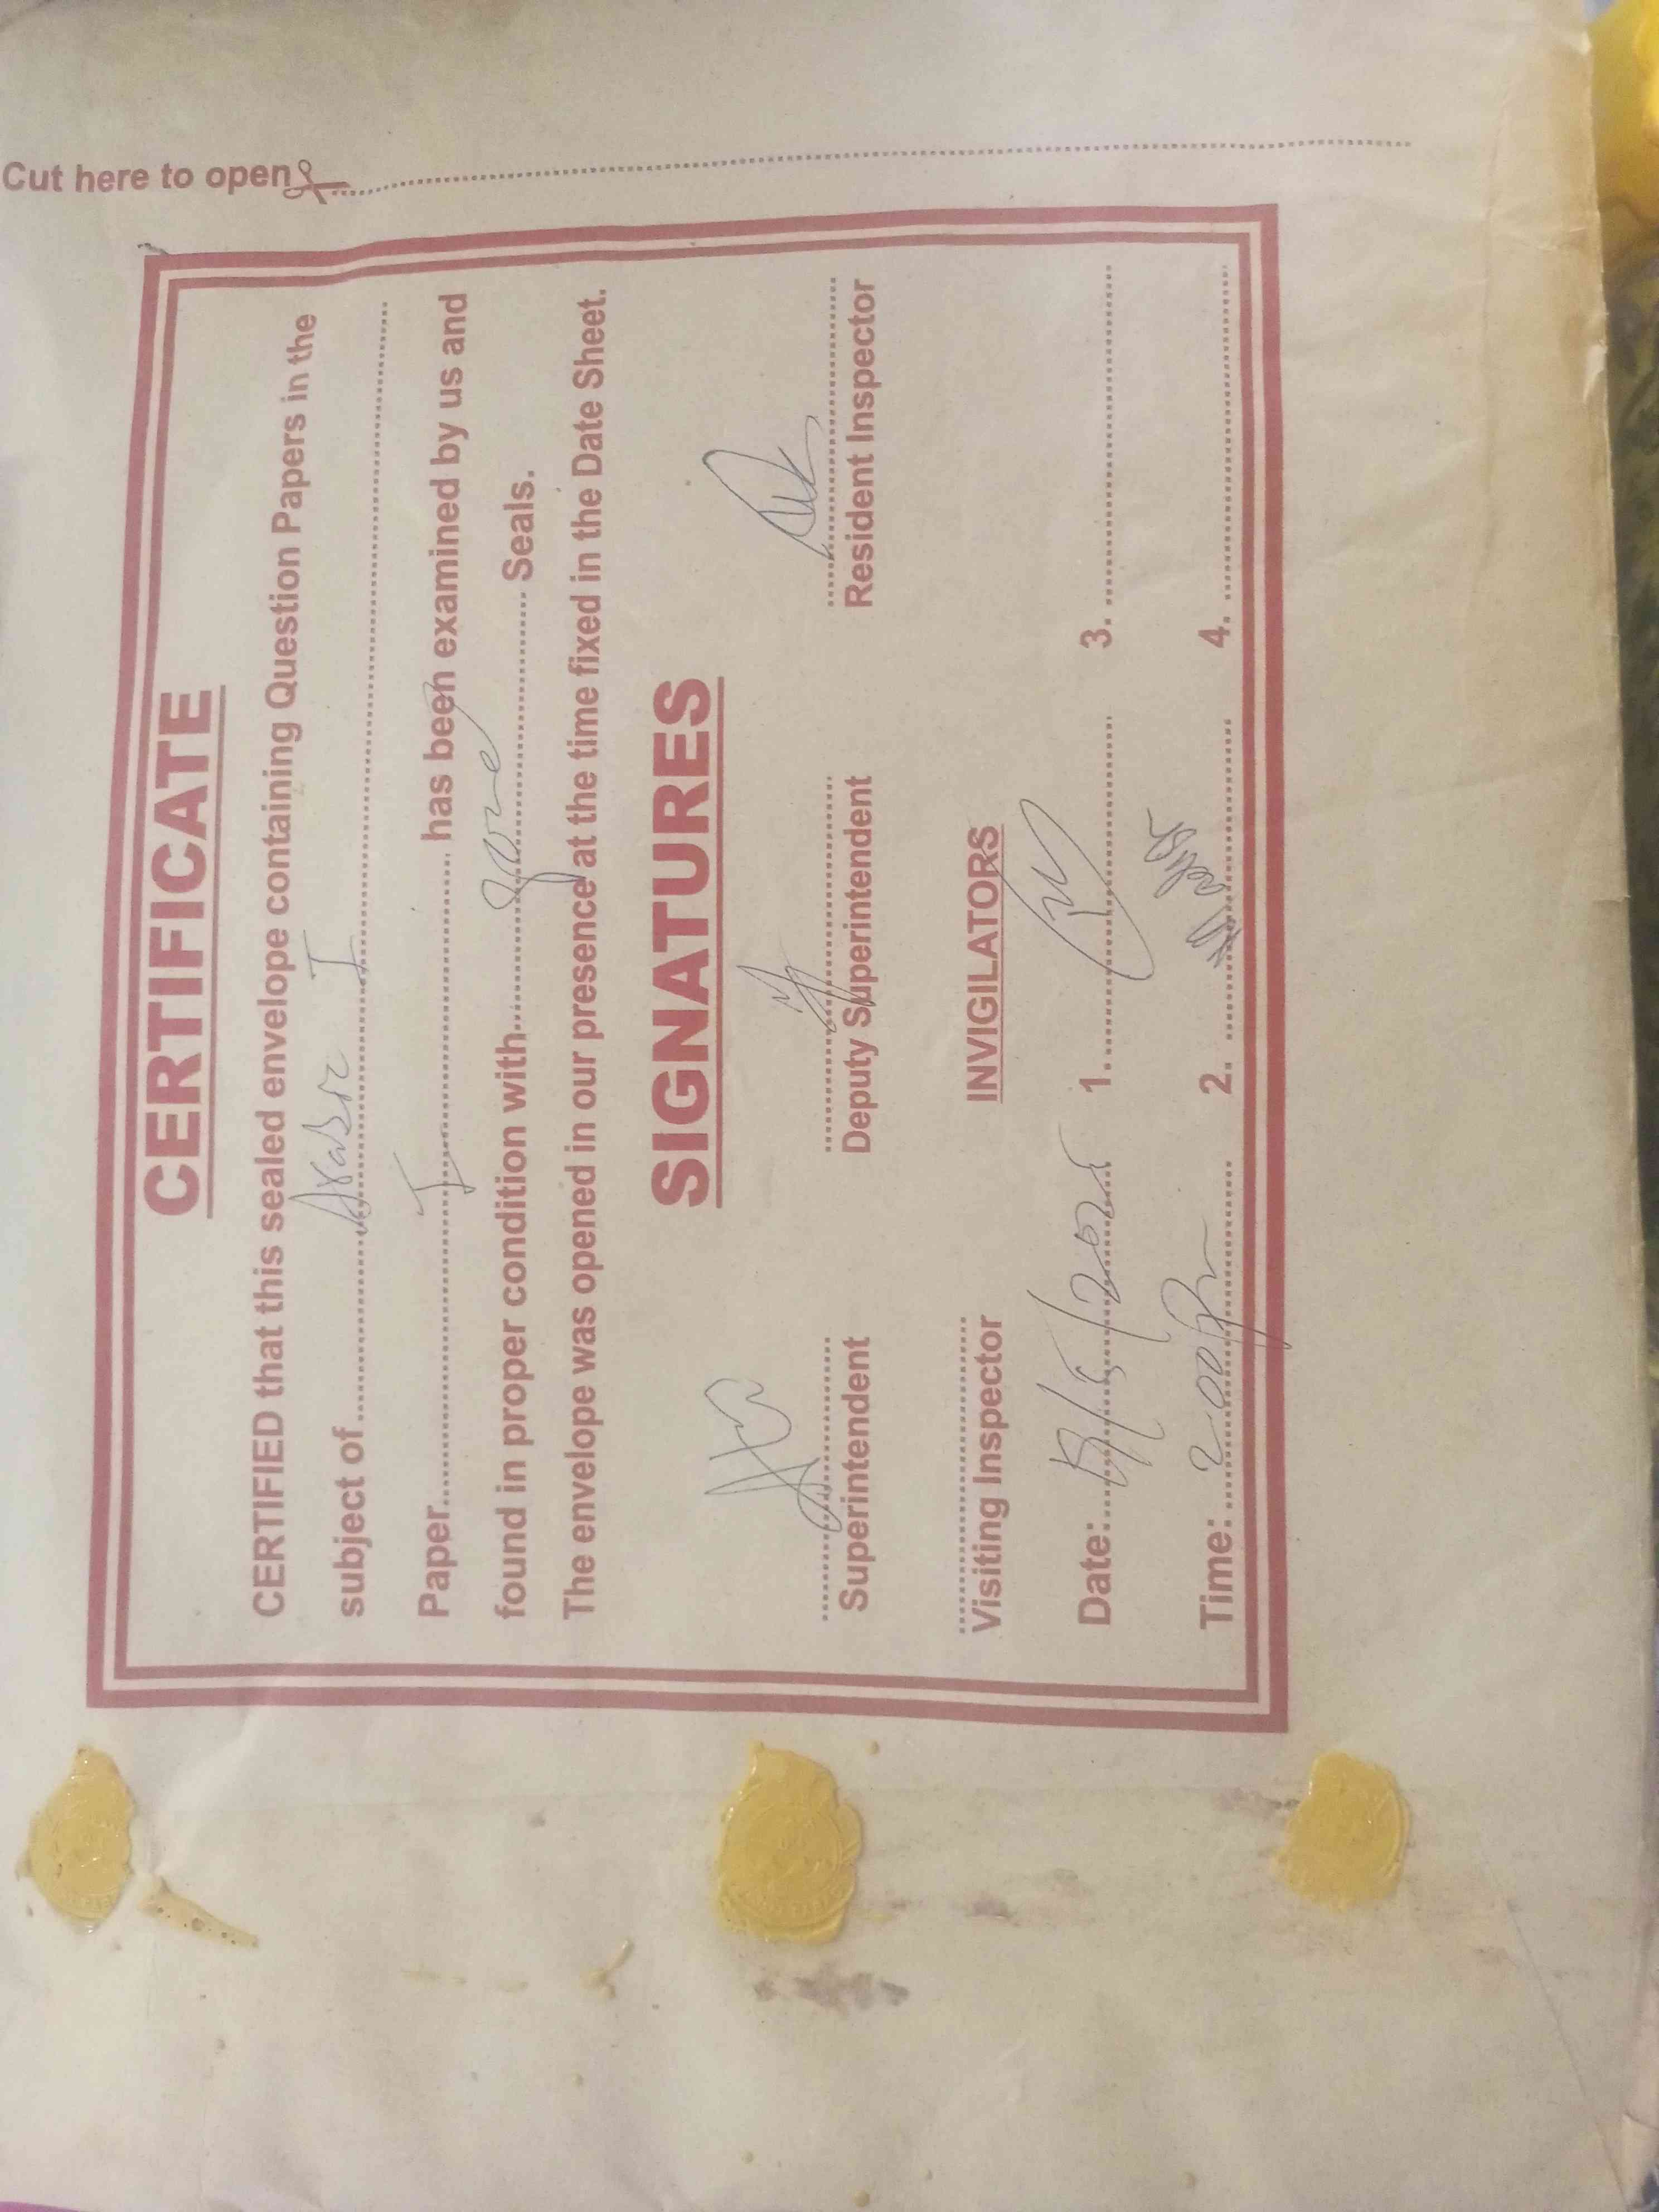 Cut here to open
CERTIFICATE
CERTIFIED that this sealed envelope containing Question Papers in the
subject of Arabic I
Paper I has been examined by us and
found in proper condition with Seals.
The envelope was opened in our presence at the time fixed in the Date Sheet.
SIGNATURES
Superintendent Deputy Superintendent Resident Inspector
INVIGILATORS
Visiting Inspector
Date: 1. 3.
Time: 2-00 2. 4.